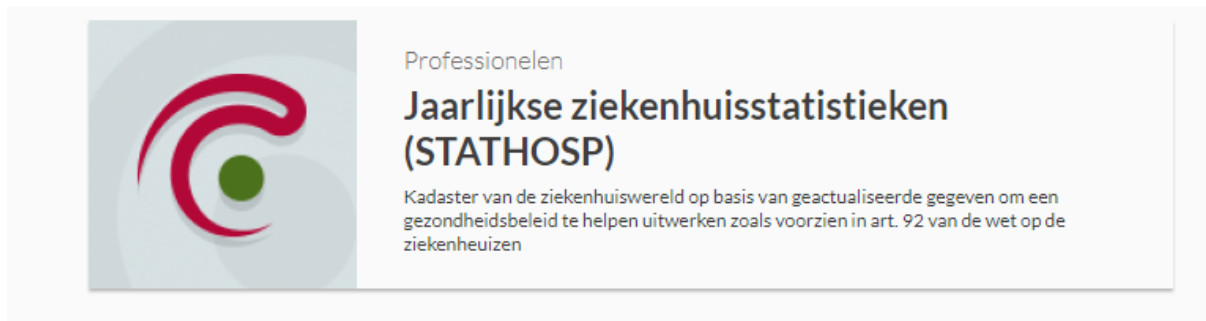 Professionelen
Jaarlijkse ziekenhuisstatistieken
(STATHOSP)
Kadaster van de ziekenhuiswereld op basis van geactualiseerde gegeven om een
gezondheidsbeleid te helpen uitwerken zoals voorzien in art. 92 van de wet op de
ziekenheuizen